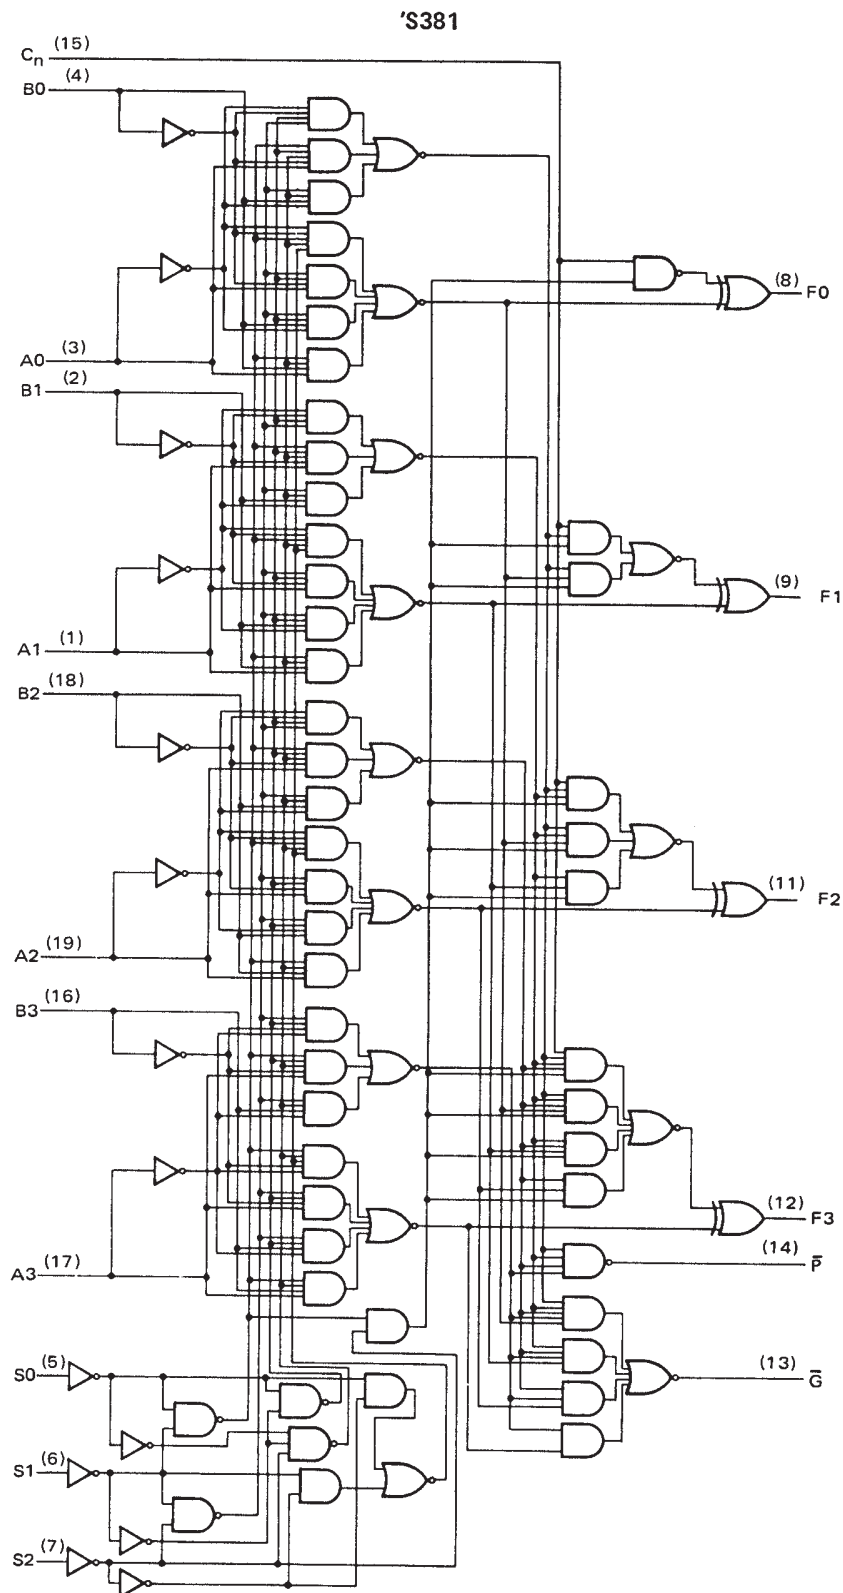 'S381
Cn (15)
B0 (4)
(8) F0
A0 (3)
B1 (2)
(9) F1
A1 (1)
B2 (18)
(11) F2
A2 (19)
B3 (16)
(12) F3
(14) P̅
A3 (17)
S0 (5)
(13) G̅
S1 (6)
S2 (7)